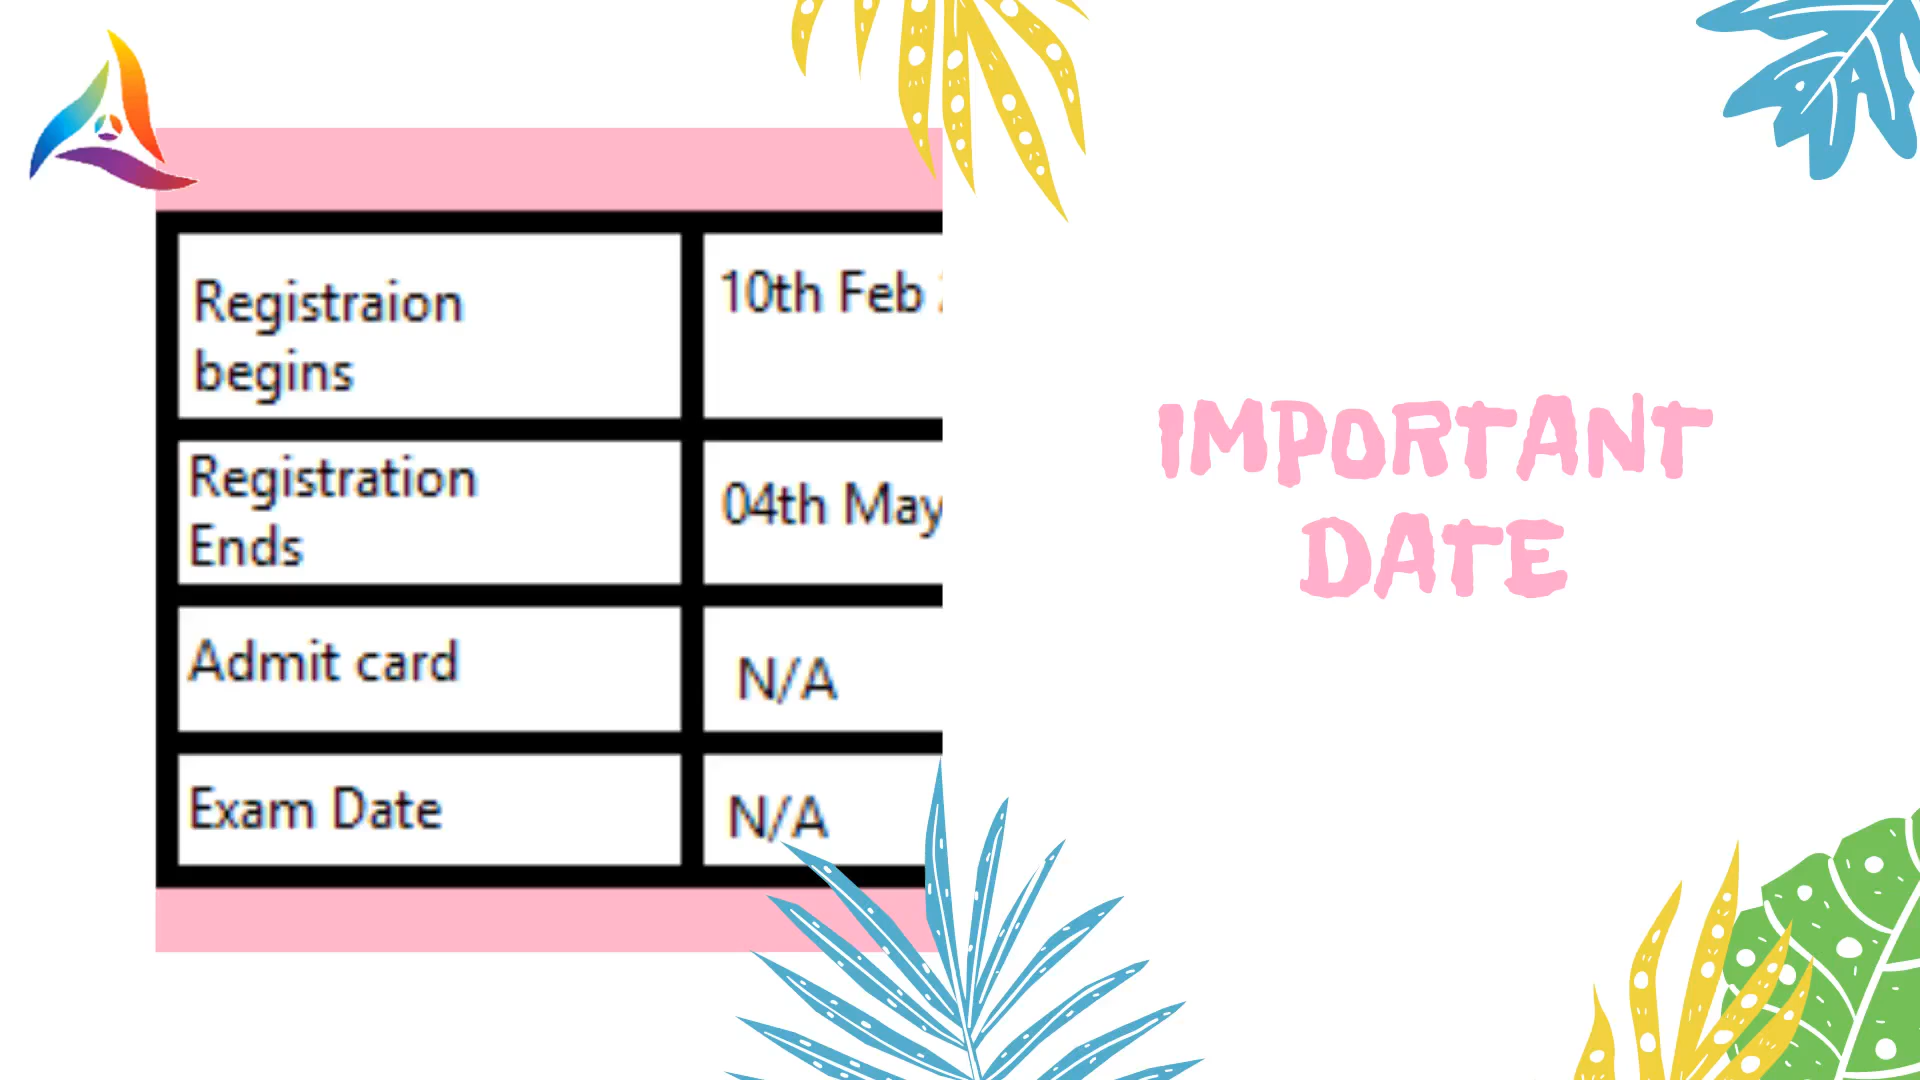 Registraion
begins
10th Feb
Registration
Ends
04th May
Admit card
N/A
Exam Date
N/A
IMPORTANT
DATE